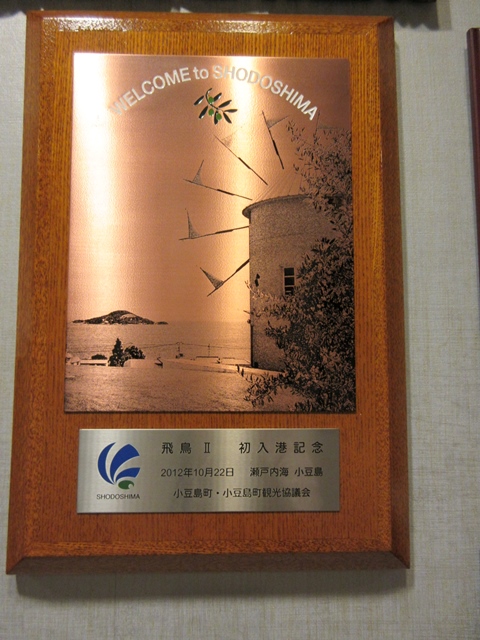 WELCOME to SHODOSHIMA
飛鳥Ⅱ 初入港記念
2012年10月22日 瀬戸内海 小豆島
小豆島町・小豆島町観光協議会
SHODOSHIMA